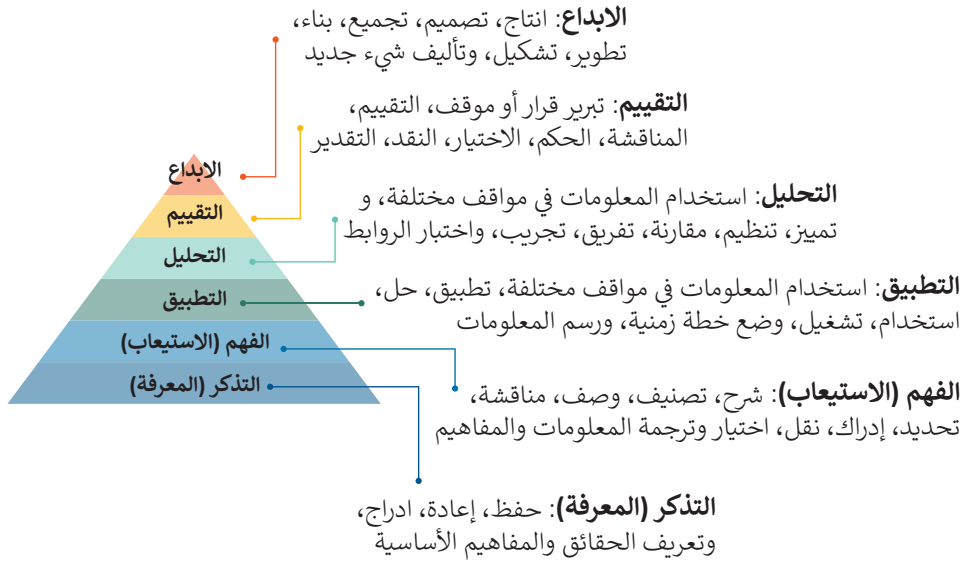 الابداع: انتاج، تصميم، تجميع، بناء،
تطوير، تشكيل، وتأليف شيء جديد
التقييم: تبرير قرار أو موقف، التقييم،
المناقشة، الحكم، الاختيار، النقد، التقدير
التحليل: استخدام المعلومات في مواقف مختلفة، و
تمييز، تنظيم، مقارنة، تفريق، تجريب، واختبار الروابط
التطبيق: استخدام المعلومات في مواقف مختلفة، تطبيق، حل،
استخدام، تشغيل، وضع خطة زمنية، ورسم المعلومات
الفهم (الاستيعاب): شرح، تصنيف، وصف، مناقشة،
تحديد، إدراك، نقل، اختيار وترجمة المعلومات والمفاهيم
التذكر (المعرفة): حفظ، إعادة، ادراج،
وتعريف الحقائق والمفاهيم الأساسية
الابداع
التقييم
التحليل
التطبيق
الفهم (الاستيعاب)
التذكر (المعرفة)